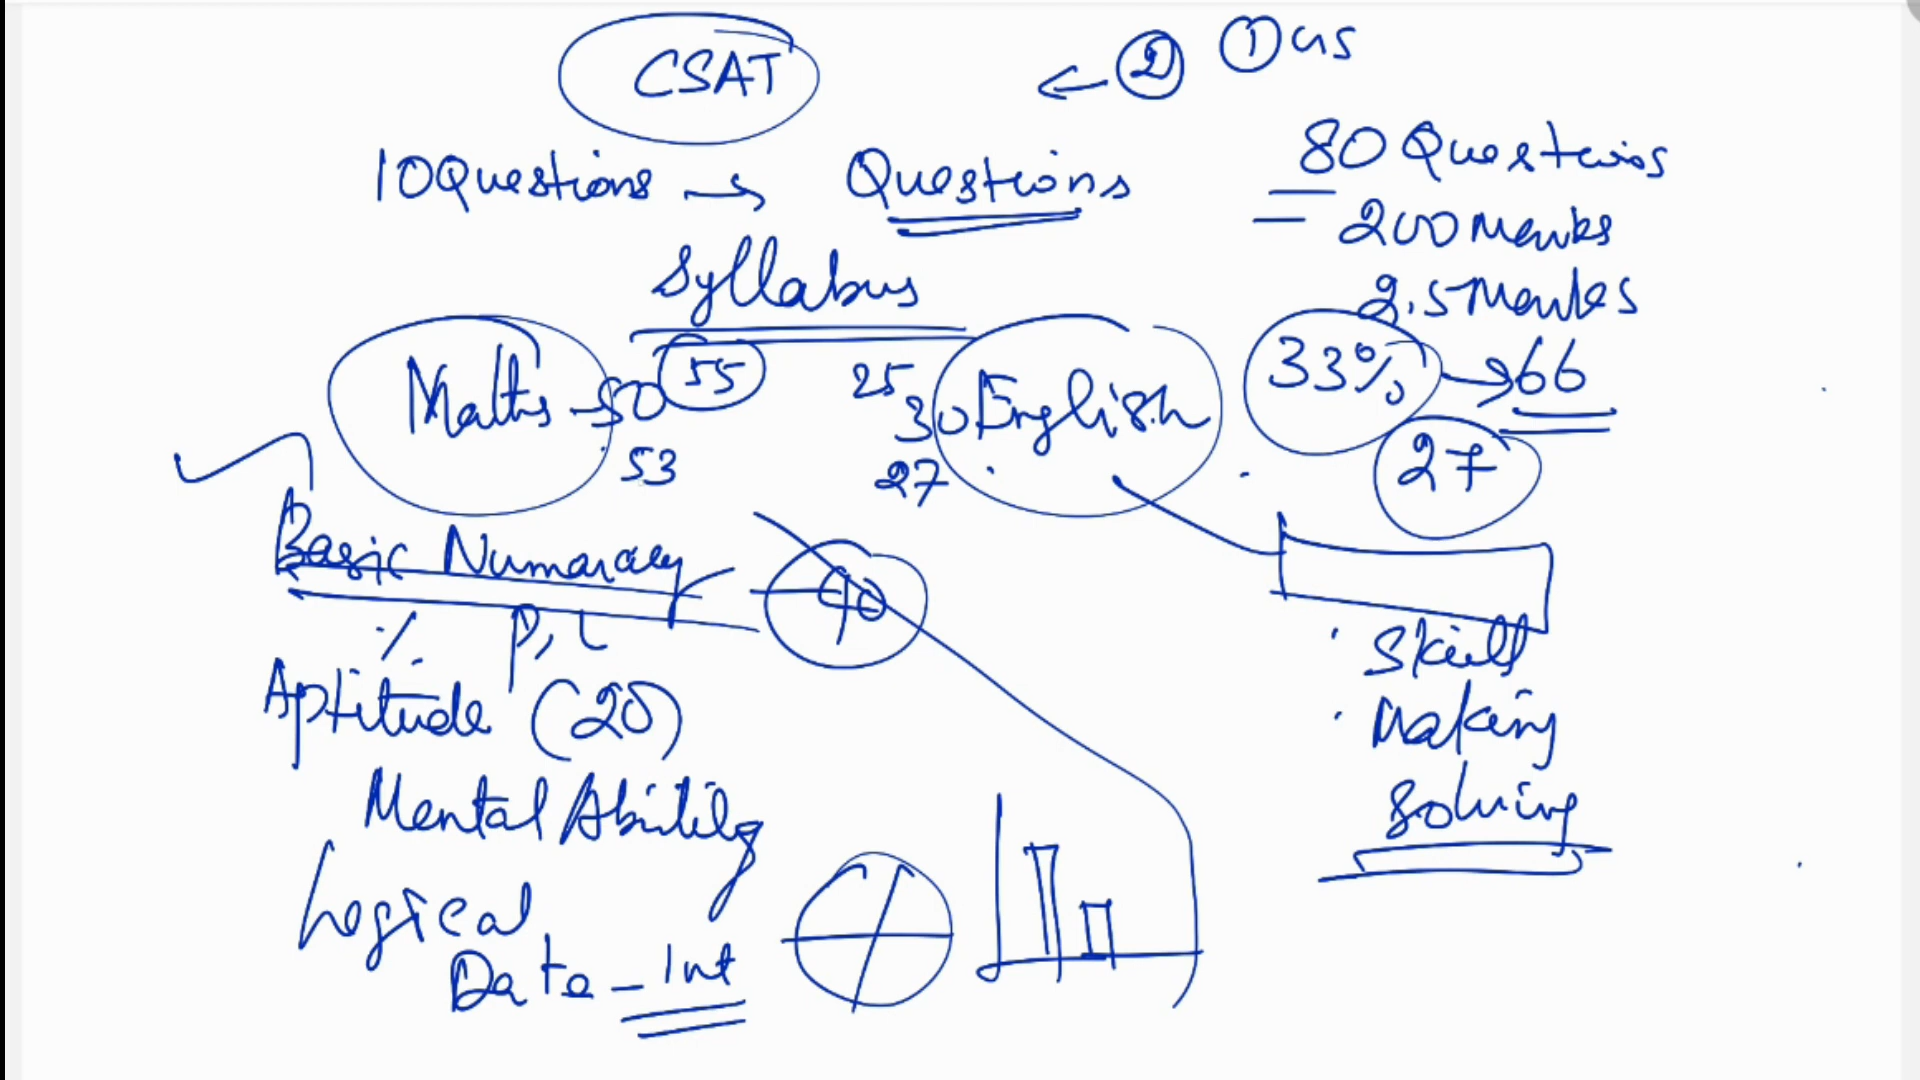 CSAT ← ② ① GS
10 Questions → Questions
80 Questions
= 200 Marks
2.5 Marks
Syllabus
Maths - 50 55
53
25
30 English
27
33% → 66
27
Basic Numaracy 40
% P, L
Aptitude (20)
Mental Ability
Logical
Data - Int
Skill
Making
Solving